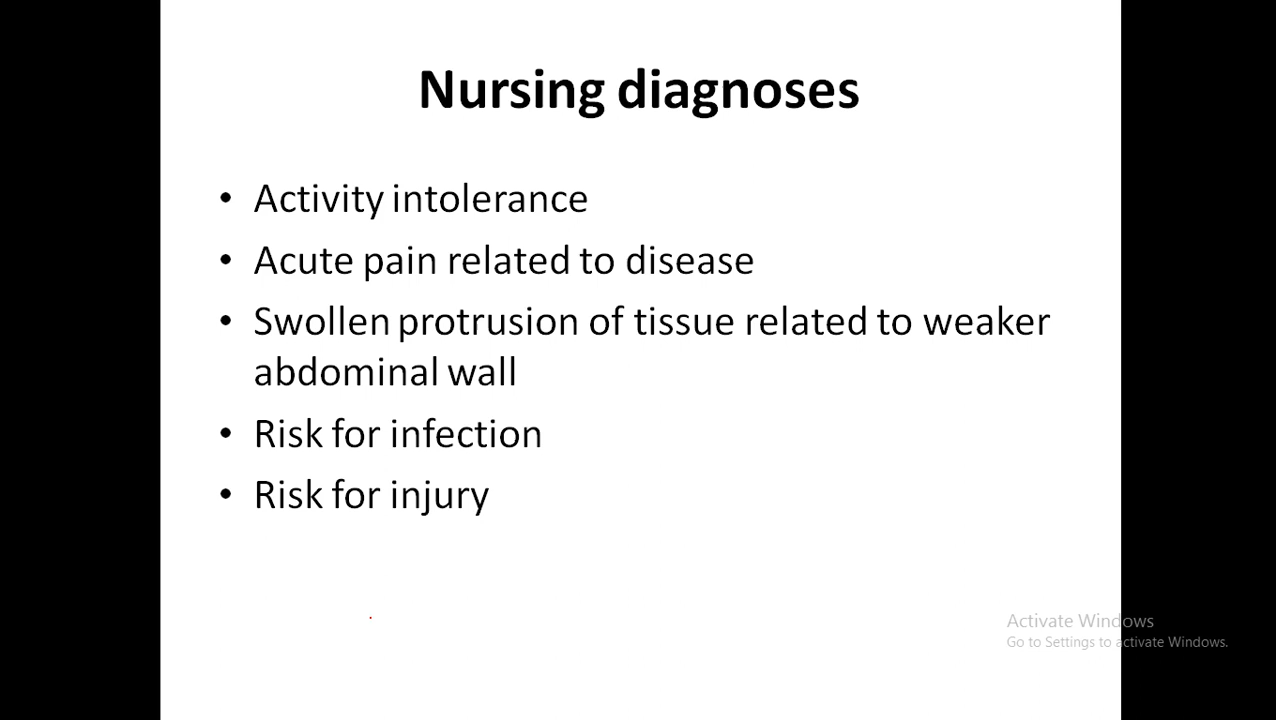 Nursing diagnoses
• Activity intolerance
• Acute pain related to disease
• Swollen protrusion of tissue related to weaker
abdominal wall
• Risk for infection
• Risk for injury
Activate Windows
Go to Settings to activate Windows.